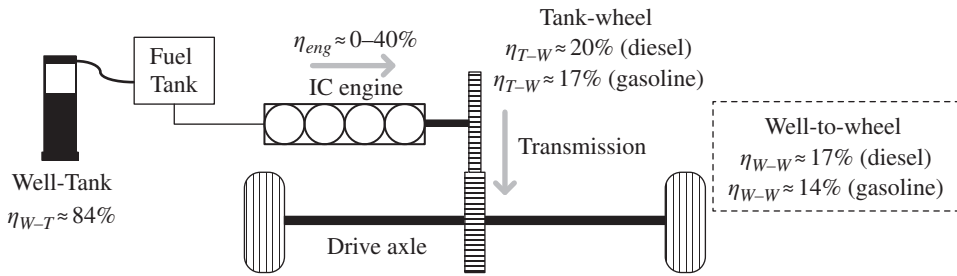 Fuel
Tank
η_eng ≈ 0–40%
IC engine
Tank-wheel
η_T–W ≈ 20% (diesel)
η_T–W ≈ 17% (gasoline)
Transmission
Well-to-wheel
η_W–W ≈ 17% (diesel)
η_W–W ≈ 14% (gasoline)
Well-Tank
η_W–T ≈ 84%
Drive axle